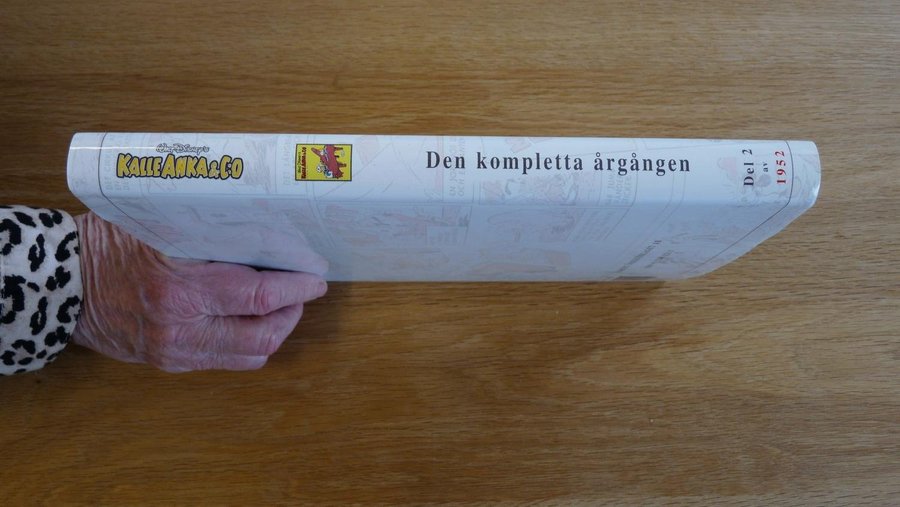 Walt Disney's
KALLE ANKA & CO
Den kompletta årgången
Del 2
av
1952